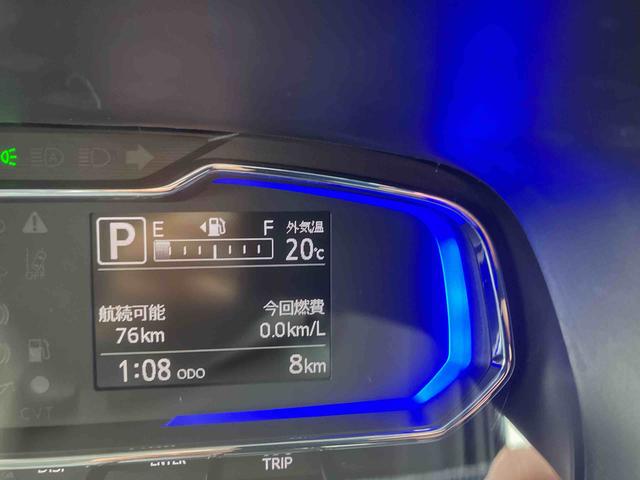 P E F 外気温
20℃
航続可能 今回燃費
76km 0.0km/L
1:08 ODO 8km
CVT
ENTER TRIP